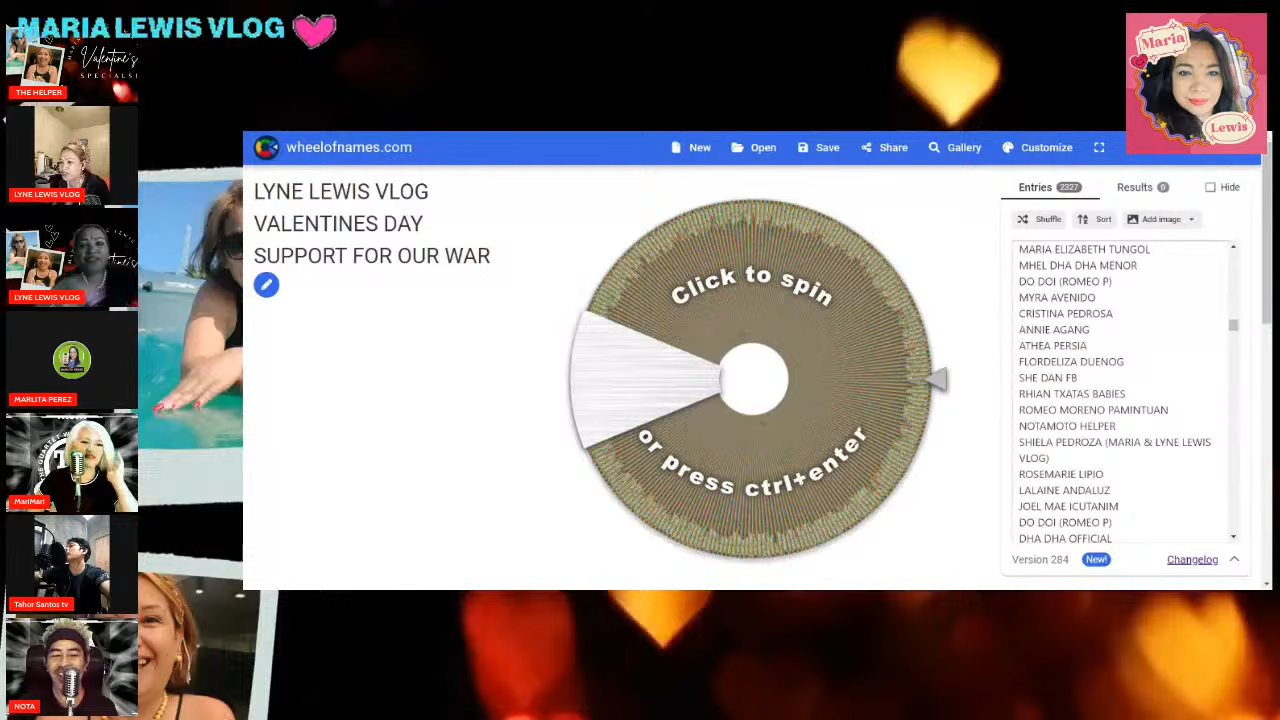 MARIA LEWIS VLOG
Valentine's
SPECIALS!
THE HELPER
LYNE LEWIS VLOG
LYNE LEWIS VLOG
MARLITA PEREZ
MariMari
Tahor Santos tv
NOTA
Maria
Lewis
wheelofnames.com
New
Open
Save
Share
Gallery
Customize
LYNE LEWIS VLOG
VALENTINES DAY
SUPPORT FOR OUR WAR
Click to spin
or press ctrl+enter
Entries 2327
Results 0
Hide
Shuffle
Sort
Add image
MARIA ELIZABETH TUNGOL
MHEL DHA DHA MENOR
DO DOI (ROMEO P)
MYRA AVENIDO
CRISTINA PEDROSA
ANNIE AGANG
ATHEA PERSIA
FLORDELIZA DUENOG
SHE DAN FB
RHIAN TXATAS BABIES
ROMEO MORENO PAMINTUAN
NOTAMOTO HELPER
SHIELA PEDROZA (MARIA & LYNE LEWIS
VLOG)
ROSEMARIE LIPIO
LALAINE ANDALUZ
JOEL MAE ICUTANIM
DO DOI (ROMEO P)
DHA DHA OFFICIAL
Version 284
New!
Changelog